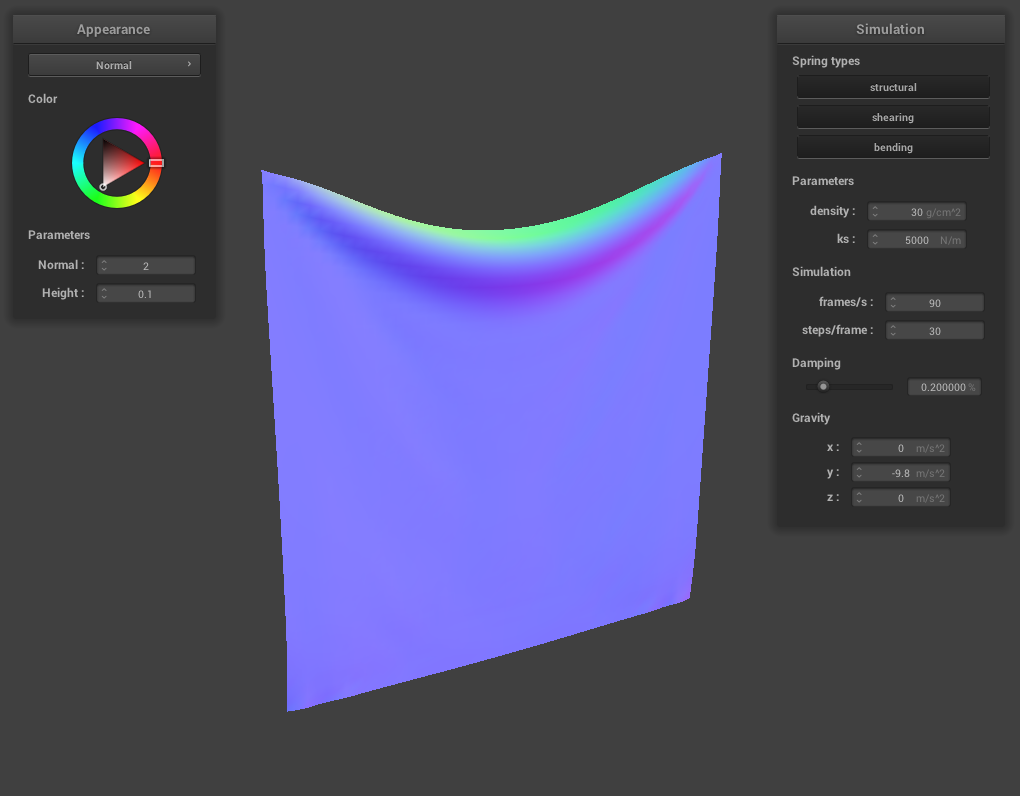 Appearance
Normal
Color
Parameters
Normal : 2
Height : 0.1
Simulation
Spring types
structural
shearing
bending
Parameters
density : 30 g/cm^2
ks : 5000 N/m
Simulation
frames/s : 90
steps/frame : 30
Damping
0.200000 %
Gravity
x : 0 m/s^2
y : -9.8 m/s^2
z : 0 m/s^2